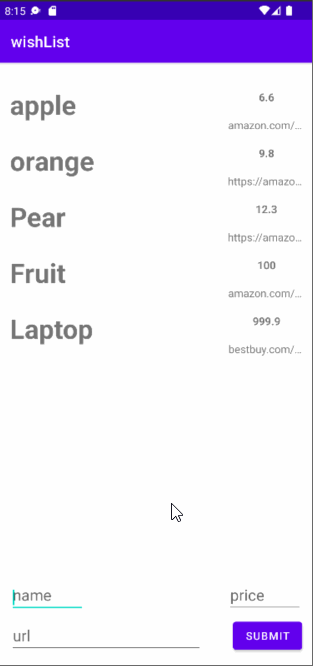 8:15
wishList
apple 6.6
amazon.com/...
orange 9.8
https://amazo...
Pear 12.3
https://amazo...
Fruit 100
amazon.com/...
Laptop 999.9
bestbuy.com/...
name price
url SUBMIT